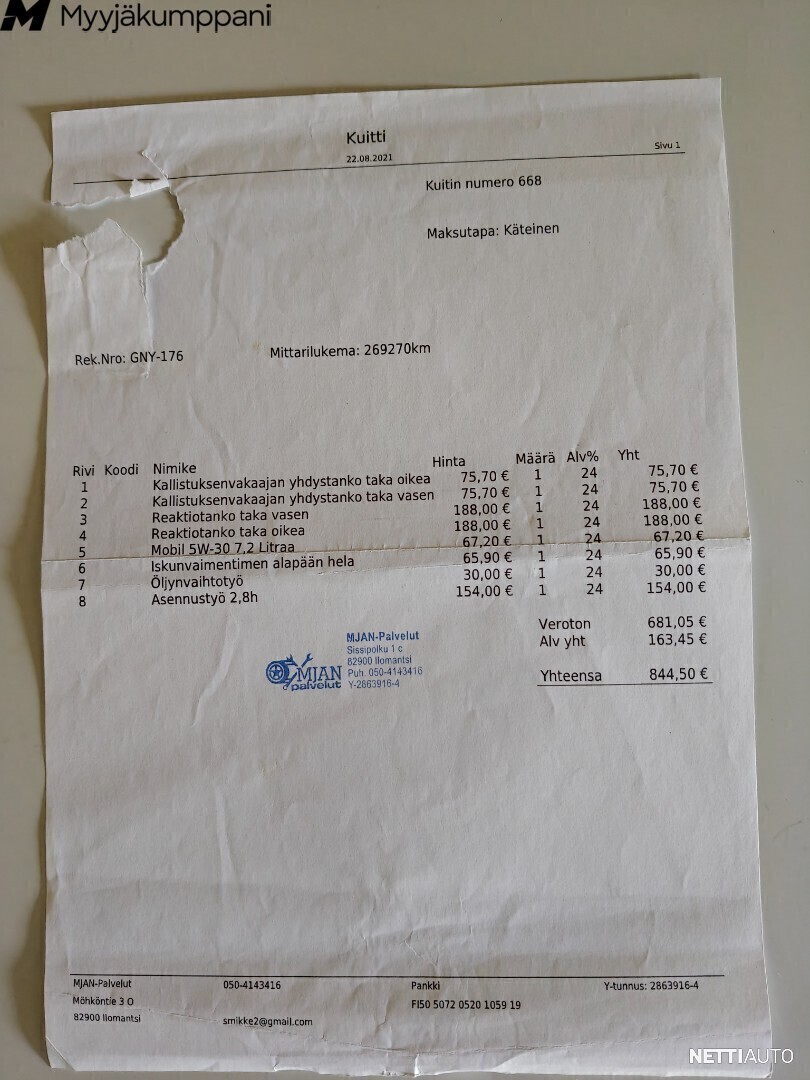 Myyjäkumppani
Kuitti
22.08.2021
Sivu 1
Kuitin numero 668
Maksutapa: Käteinen
Rek.Nro: GNY-176 Mittarilukema: 269270km
Rivi Koodi Nimike Hinta Määrä Alv% Yht
1 Kallistuksenvakaajan yhdystanko taka oikea 75,70 € 1 24 75,70 €
2 Kallistuksenvakaajan yhdystanko taka vasen 75,70 € 1 24 75,70 €
3 Reaktiotanko taka vasen 188,00 € 1 24 188,00 €
4 Reaktiotanko taka oikea 188,00 € 1 24 188,00 €
5 Mobil 5W-30 7,2 Litraa 67,20 € 1 24 67,20 €
6 Iskunvaimentimen alapään hela 65,90 € 1 24 65,90 €
7 Öljynvaihtotyö 30,00 € 1 24 30,00 €
8 Asennustyö 2,8h 154,00 € 1 24 154,00 €
Veroton 681,05 €
Alv yht 163,45 €
Yhteensa 844,50 €
MJAN palvelut
MJAN-Palvelut
Sissipolku 1 c
82900 Ilomantsi
Puh. 050-4143416
Y-2863916-4
MJAN-Palvelut 050-4143416 Pankki Y-tunnus: 2863916-4
Möhköntie 3 O FI50 5072 0520 1059 19
82900 Ilomantsi smikke2@gmail.com
NETTIAUTO